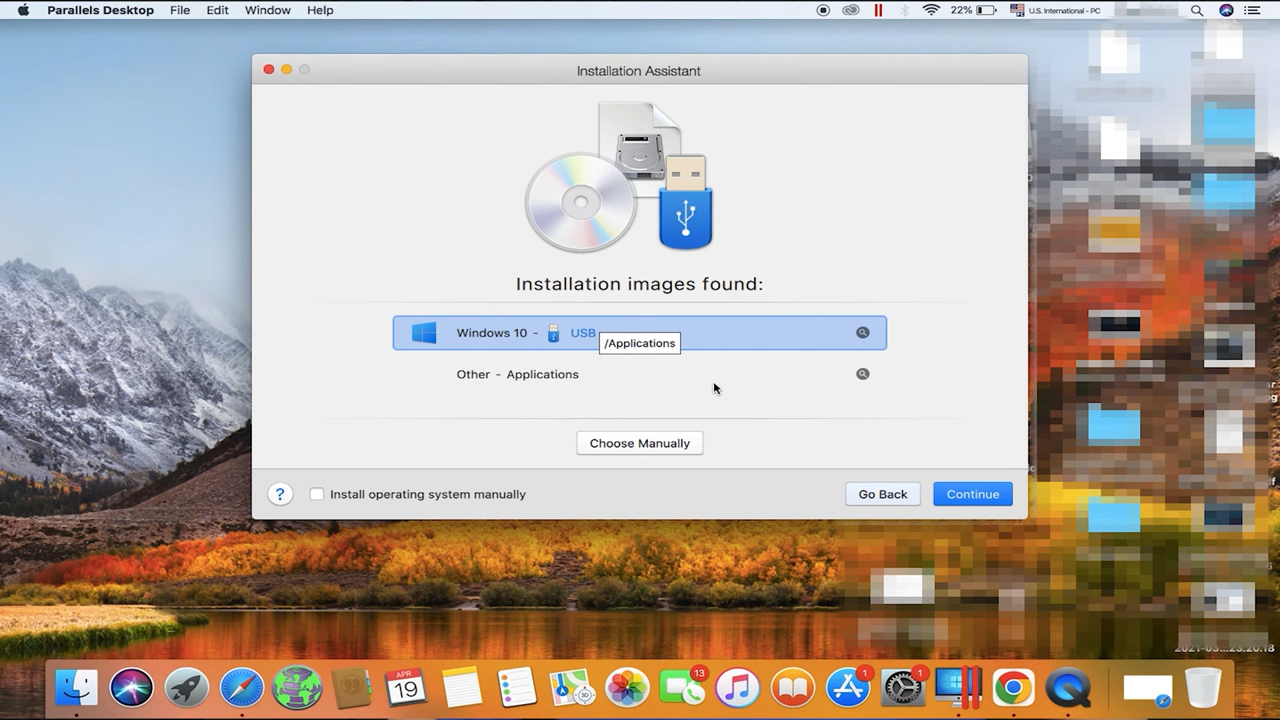 Parallels Desktop File Edit Window Help 22% U.S. International - PC
Installation Assistant
Installation images found:
Windows 10 - USB
/Applications
Other - Applications
Choose Manually
? Install operating system manually Go Back Continue
APR
19
13
1
1